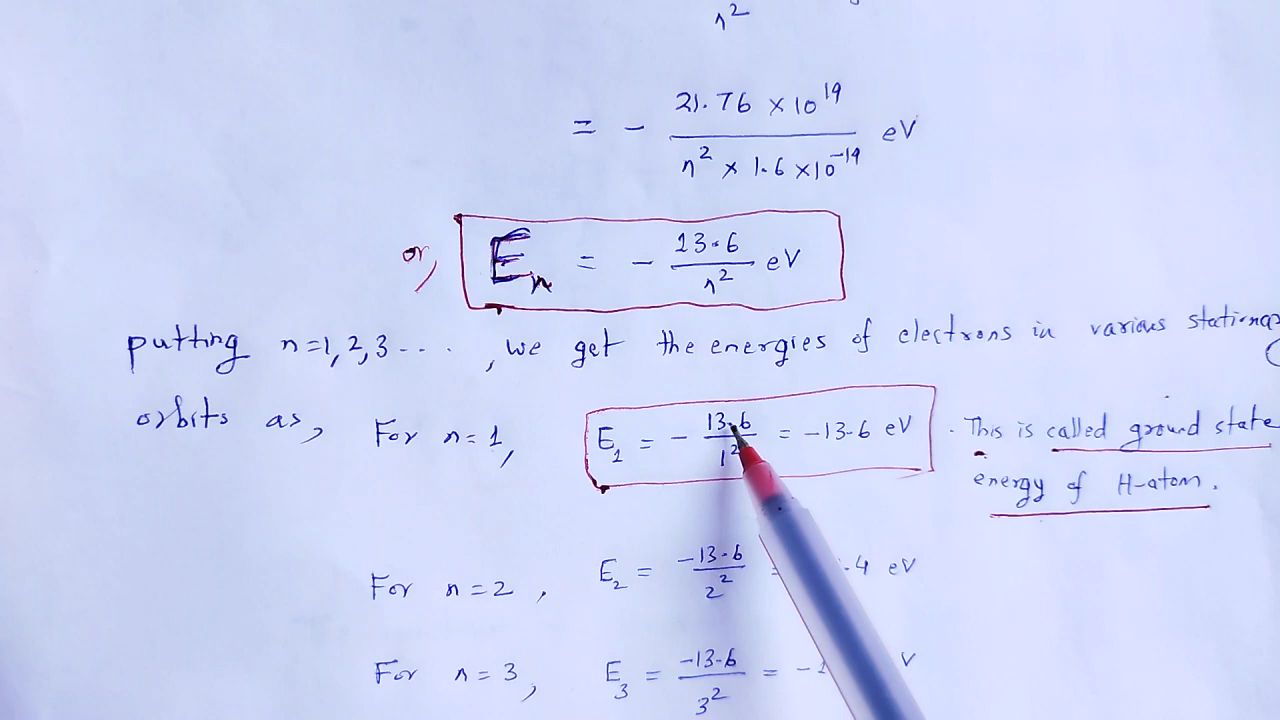 n²
= - 21.76 × 10¹⁹ / n² × 1.6 × 10⁻¹⁹ eV
or, Eₙ = - 13.6 / n² eV
putting n=1, 2, 3 ... . , we get the energies of electrons in various stationary
orbits as, For n=1, E₁ = - 13.6 / 1² = -13.6 eV . This is called ground state
energy of H-atom.
For n=2 , E₂ = -13.6 / 2² = .4 eV
For n=3 , E₃ = -13.6 / 3² = - V